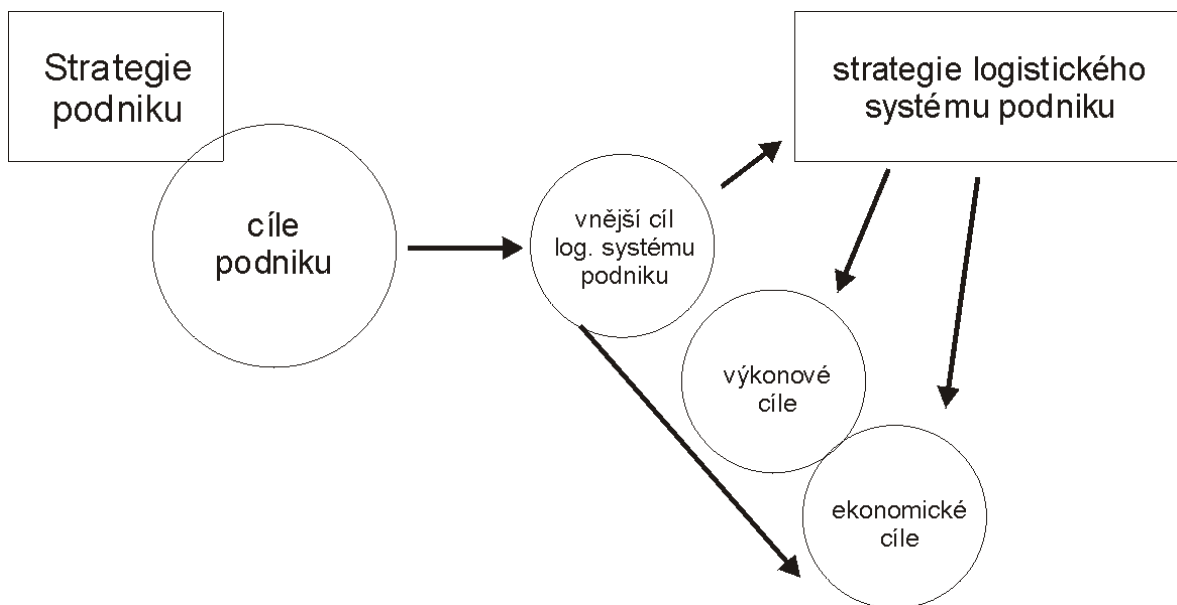 Strategie
podniku
cíle
podniku
vnější cíl
log. systému
podniku
strategie logistického
systému podniku
výkonové
cíle
ekonomické
cíle